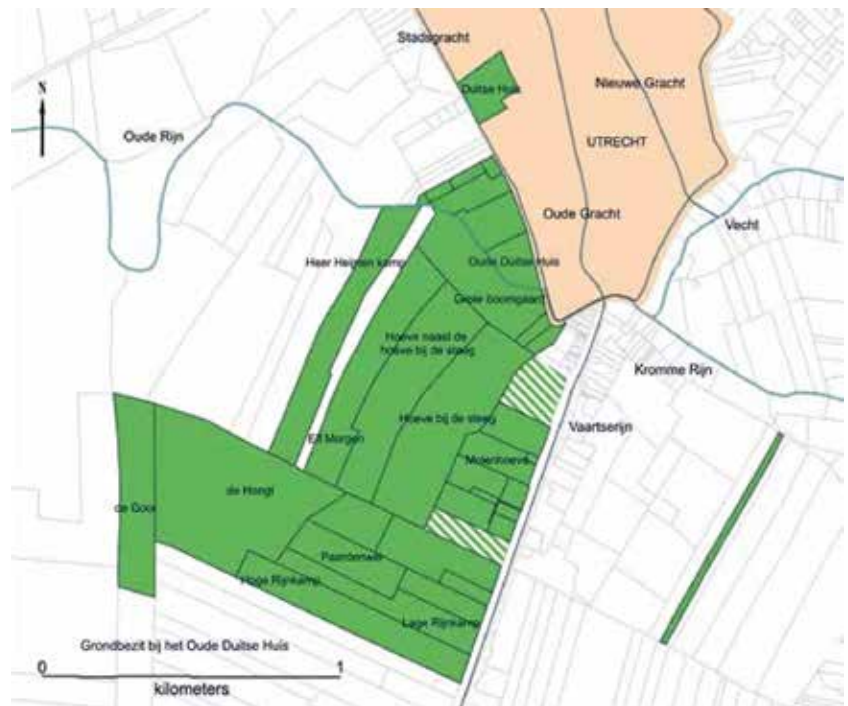 Stadsgracht
Duitse Huis
Nieuwe Gracht
N
Oude Rijn
UTRECHT
Oude Gracht
Vecht
Heer Heijnen kamp
Oude Duitse Huis
Grote boomgaard
Hoeve naast de
hoeve bij de steeg
Kromme Rijn
Hoeve bij de steeg
Vaartserijn
Elf Morgen
Molenhoeve
de Hongt
de Goor
Hoge Rijnkamp
Lage Rijnkamp
Grondbezit bij het Oude Duitse Huis
0
1
kilometers